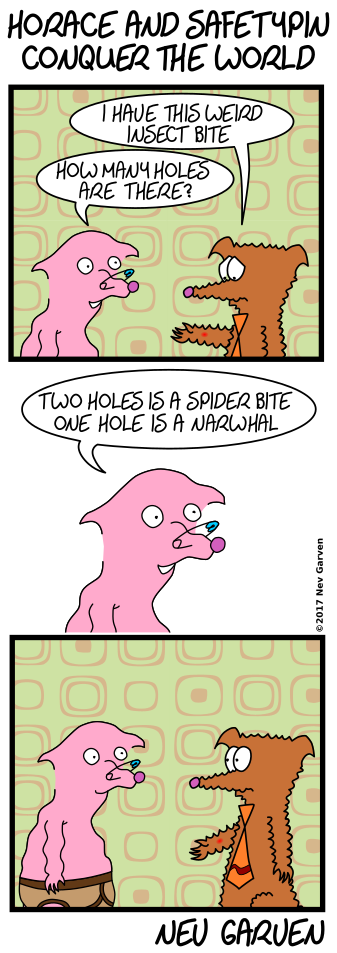 HORACE AND SAFETYPIN
CONQUER THE WORLD
I HAVE THIS WEIRD
INSECT BITE
HOW MANY HOLES
ARE THERE?
TWO HOLES IS A SPIDER BITE
ONE HOLE IS A NARWHAL
©2017 Nev Garven
NEV GARVEN